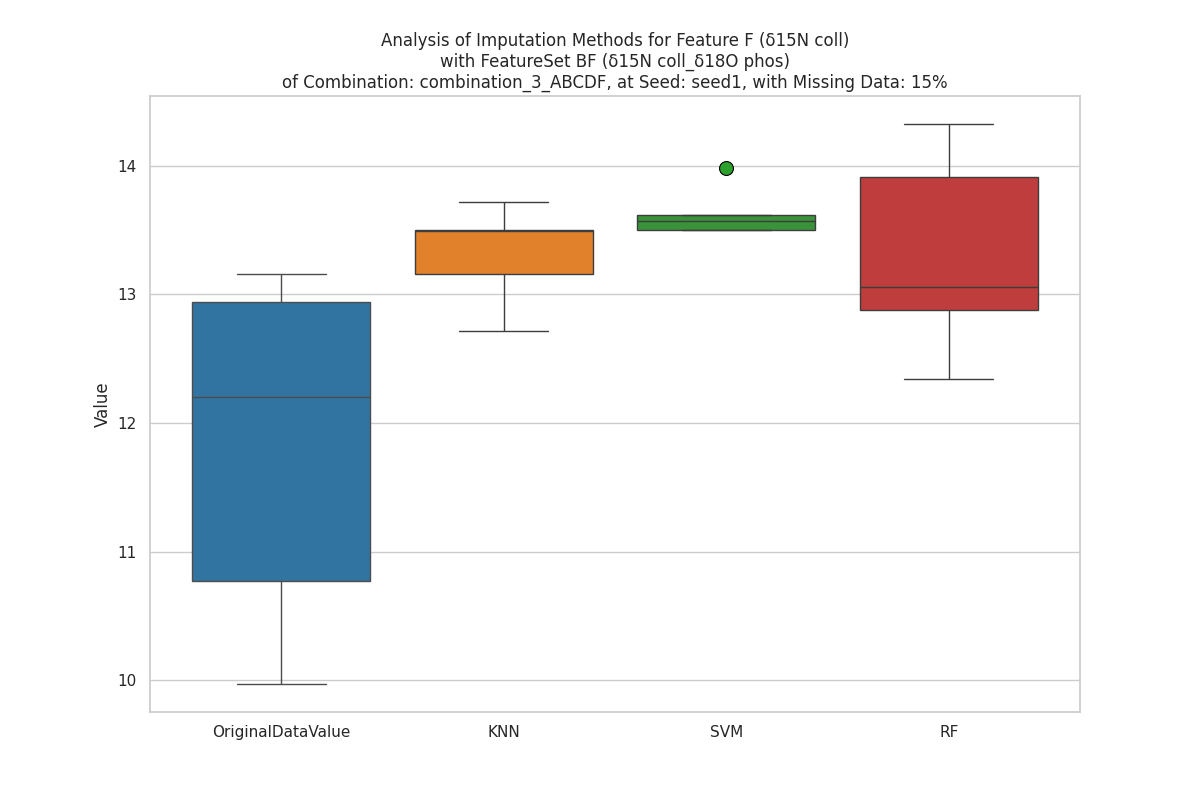 Analysis of Imputation Methods for Feature F (δ15N coll)
with FeatureSet BF (δ15N coll_δ18O phos)
of Combination: combination_3_ABCDF, at Seed: seed1, with Missing Data: 15%
14
13
12
11
10
Value
OriginalDataValue
KNN
SVM
RF